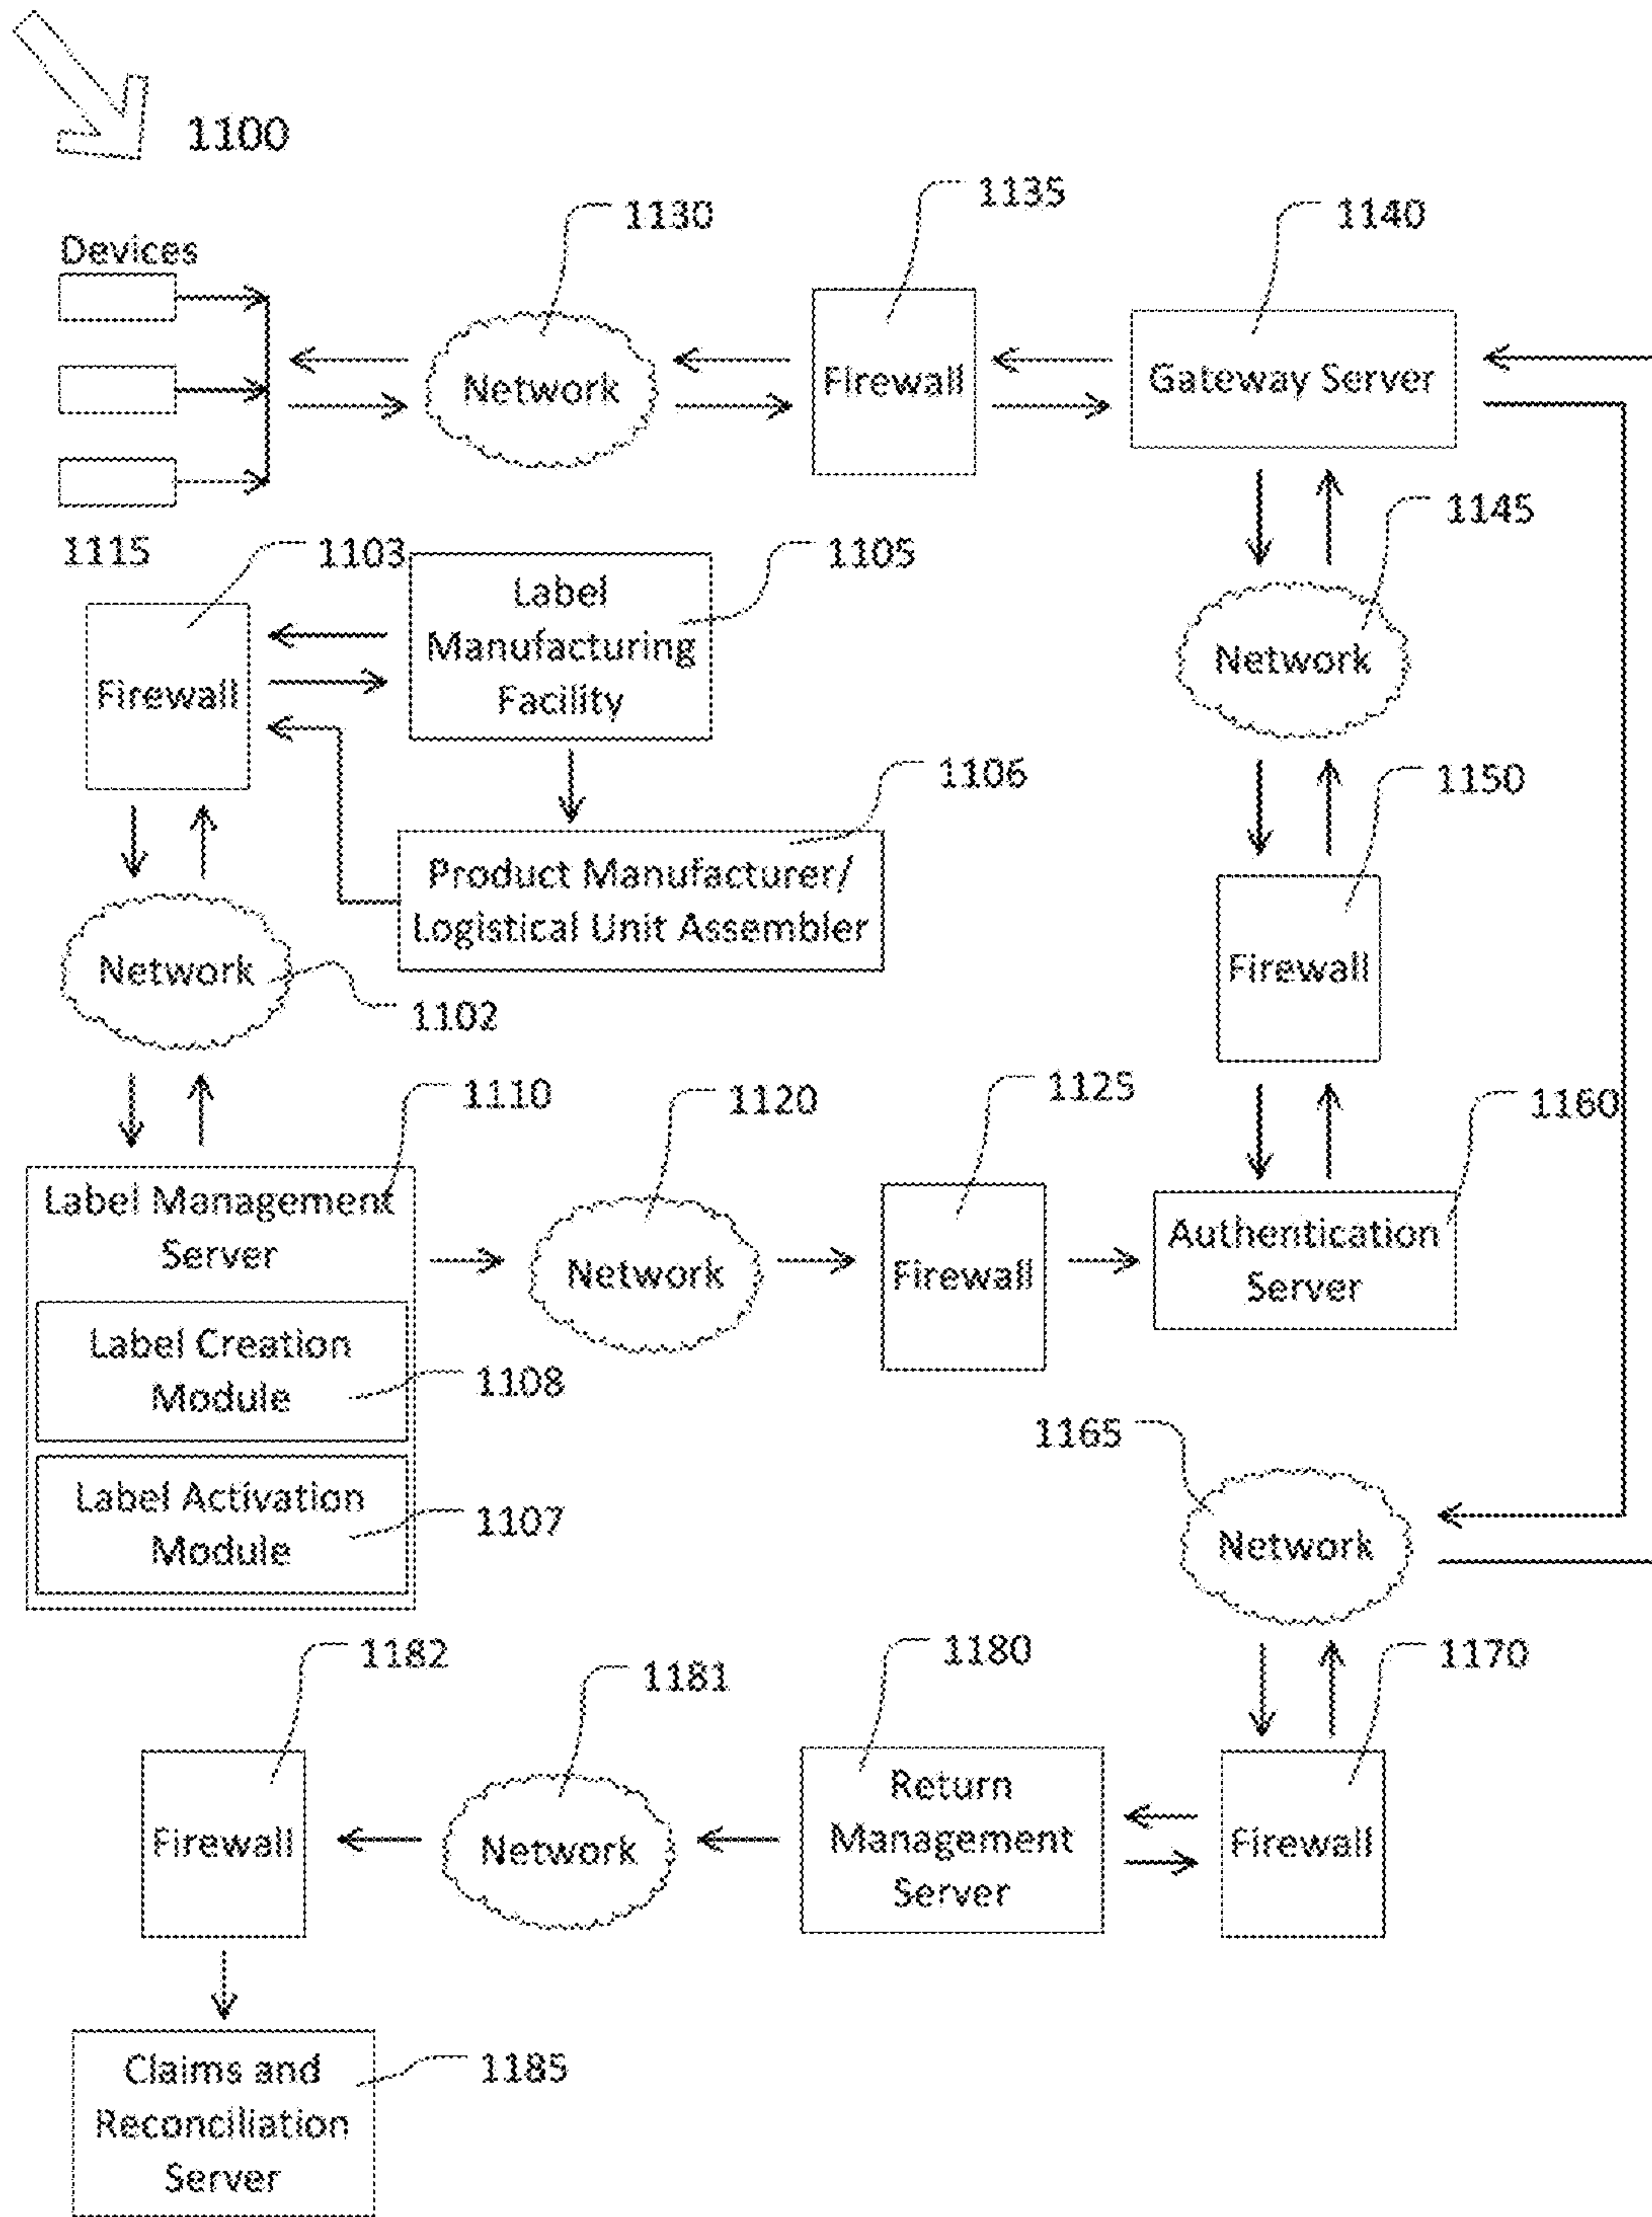 1100
1130
1135
1140
Devices
Network
Firewall
Gateway Server
1115
1103
1105
1145
Label
Manufacturing
Facility
Firewall
Network
1106
1150
Product Manufacturer/
Logistical Unit Assembler
Network
1102
Firewall
1110
1120
1125
1160
Label Management
Server
Network
Firewall
Authentication
Server
Label Creation
Module
1108
1165
Label Activation
Module
1107
Network
1182
1181
1180
1170
Firewall
Network
Return
Management
Server
Firewall
Claims and
Reconciliation
Server
1185